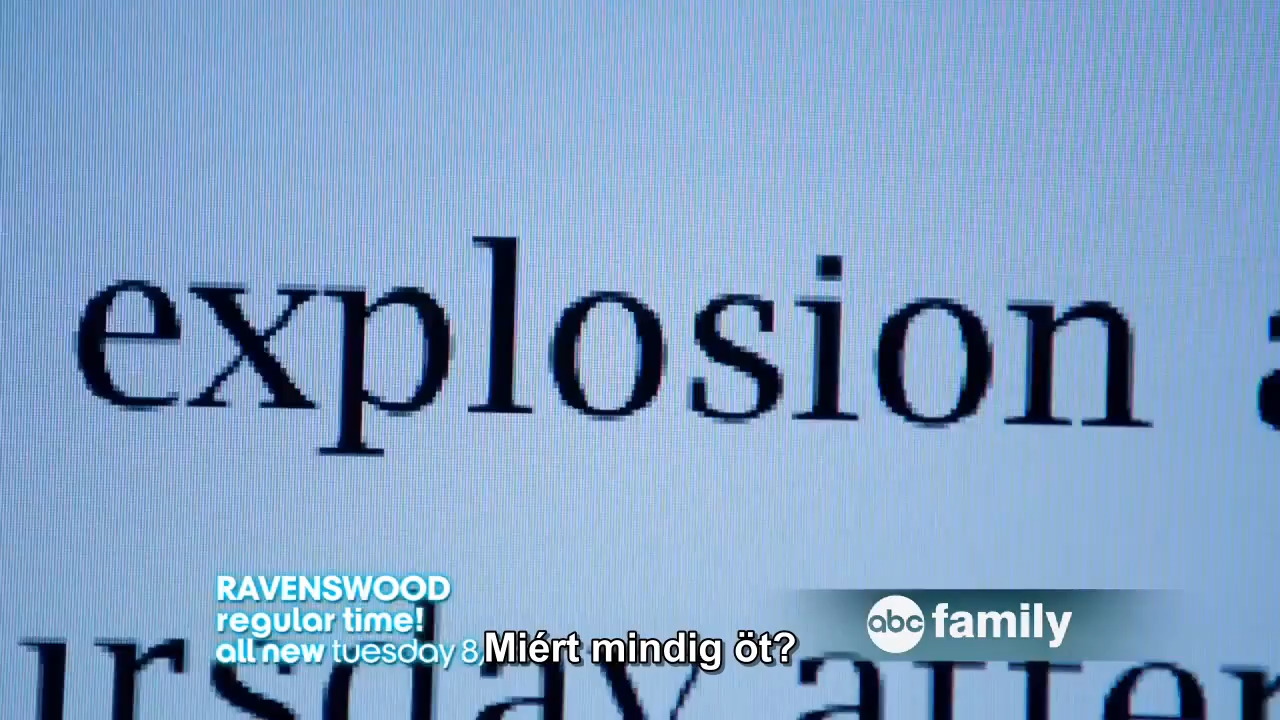 explosion
RAVENSWOOD
regular time!
all new tuesday 8
Miért mindig öt?
abc family